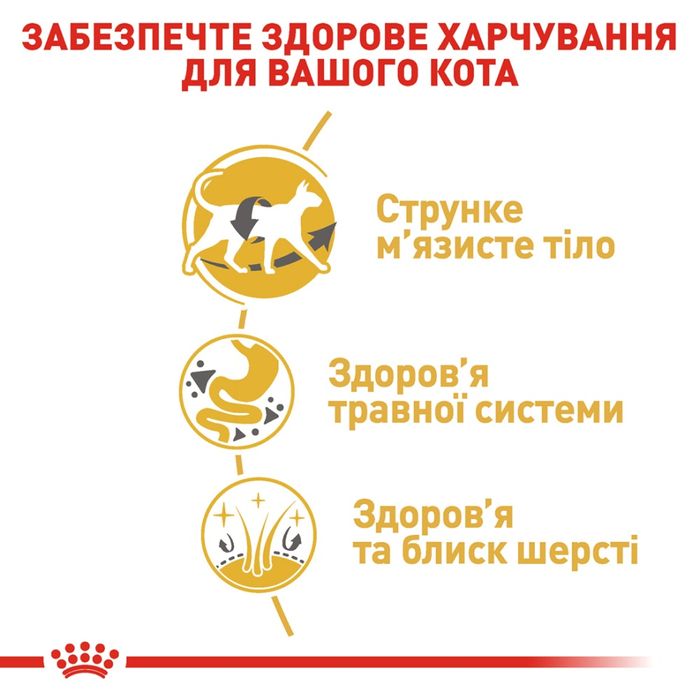 ЗАБЕЗПЕЧТЕ ЗДОРОВЕ ХАРЧУВАННЯ
ДЛЯ ВАШОГО КОТА
Струнке
м’язисте тіло
Здоров’я
травної системи
Здоров’я
та блиск шерсті